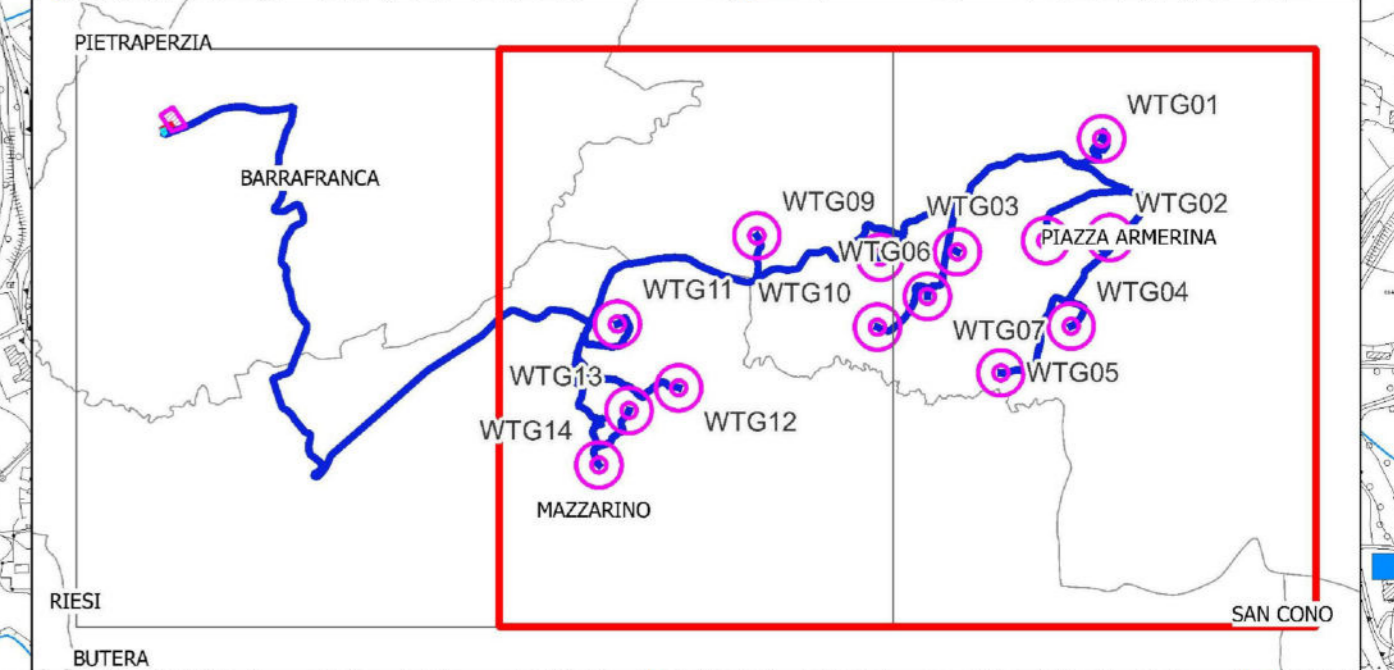 PIETRAPERZIA
WTG01
BARRAFRANCA
WTG09
WTG03
WTG02
PIAZZA ARMERINA
WTG06
WTG11
WTG10
WTG04
WTG07
WTG13
WTG05
WTG12
WTG14
MAZZARINO
RIESI
SAN CONO
BUTERA